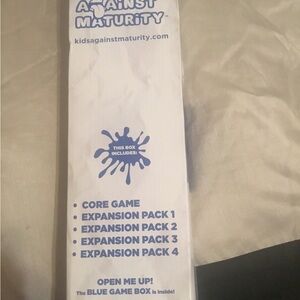 AGAINST
MATURITY™
kidsagainstmaturity.com
THIS BOX
INCLUDES:
• CORE GAME
• EXPANSION PACK 1
• EXPANSION PACK 2
• EXPANSION PACK 3
• EXPANSION PACK 4
OPEN ME UP!
The BLUE GAME BOX is inside!